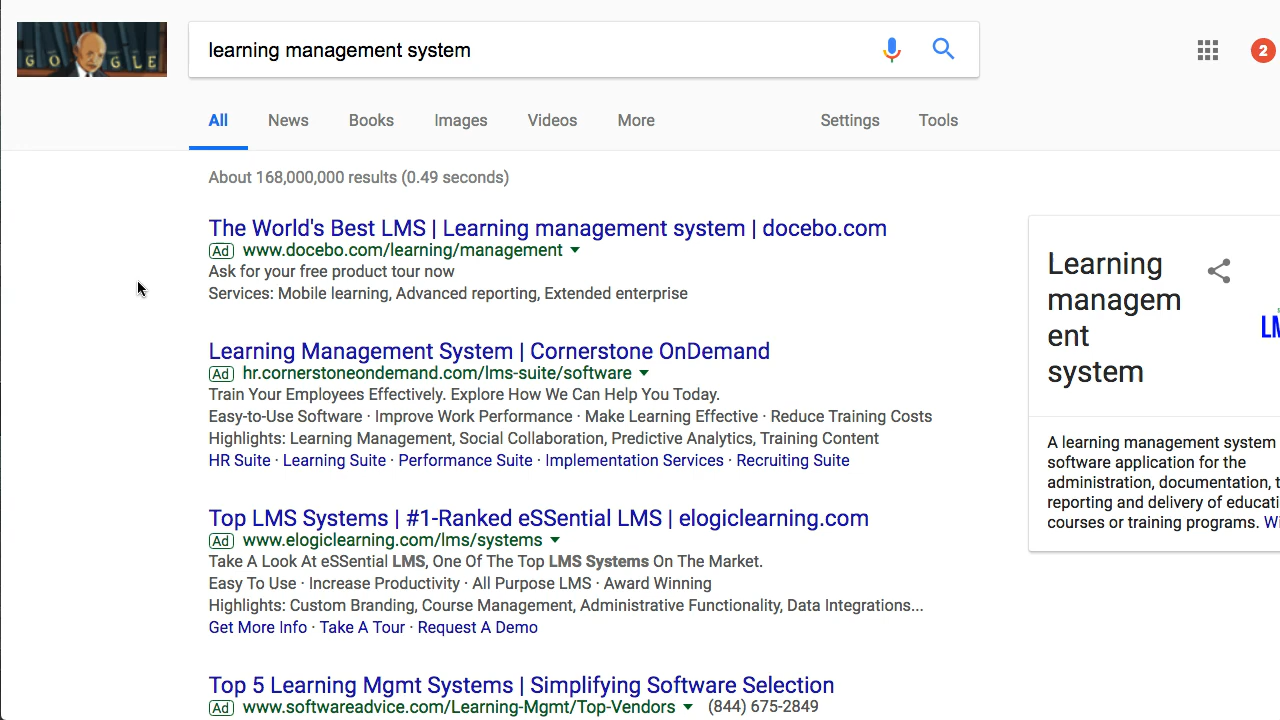 GO GLE
learning management system
2
All News Books Images Videos More Settings Tools
About 168,000,000 results (0.49 seconds)
The World's Best LMS | Learning management system | docebo.com
Ad www.docebo.com/learning/management
Ask for your free product tour now
Services: Mobile learning, Advanced reporting, Extended enterprise
Learning Management System | Cornerstone OnDemand
Ad hr.cornerstoneondemand.com/lms-suite/software
Train Your Employees Effectively. Explore How We Can Help You Today.
Easy-to-Use Software · Improve Work Performance · Make Learning Effective · Reduce Training Costs
Highlights: Learning Management, Social Collaboration, Predictive Analytics, Training Content
HR Suite · Learning Suite · Performance Suite · Implementation Services · Recruiting Suite
Top LMS Systems | #1-Ranked eSSential LMS | elogiclearning.com
Ad www.elogiclearning.com/lms/systems
Take A Look At eSSential LMS, One Of The Top LMS Systems On The Market.
Easy To Use · Increase Productivity · All Purpose LMS · Award Winning
Highlights: Custom Branding, Course Management, Administrative Functionality, Data Integrations...
Get More Info · Take A Tour · Request A Demo
Top 5 Learning Mgmt Systems | Simplifying Software Selection
Ad www.softwareadvice.com/Learning-Mgmt/Top-Vendors (844) 675-2849
Learning
managem
ent
system
A learning management system
software application for the
administration, documentation, t
reporting and delivery of educati
courses or training programs. Wi